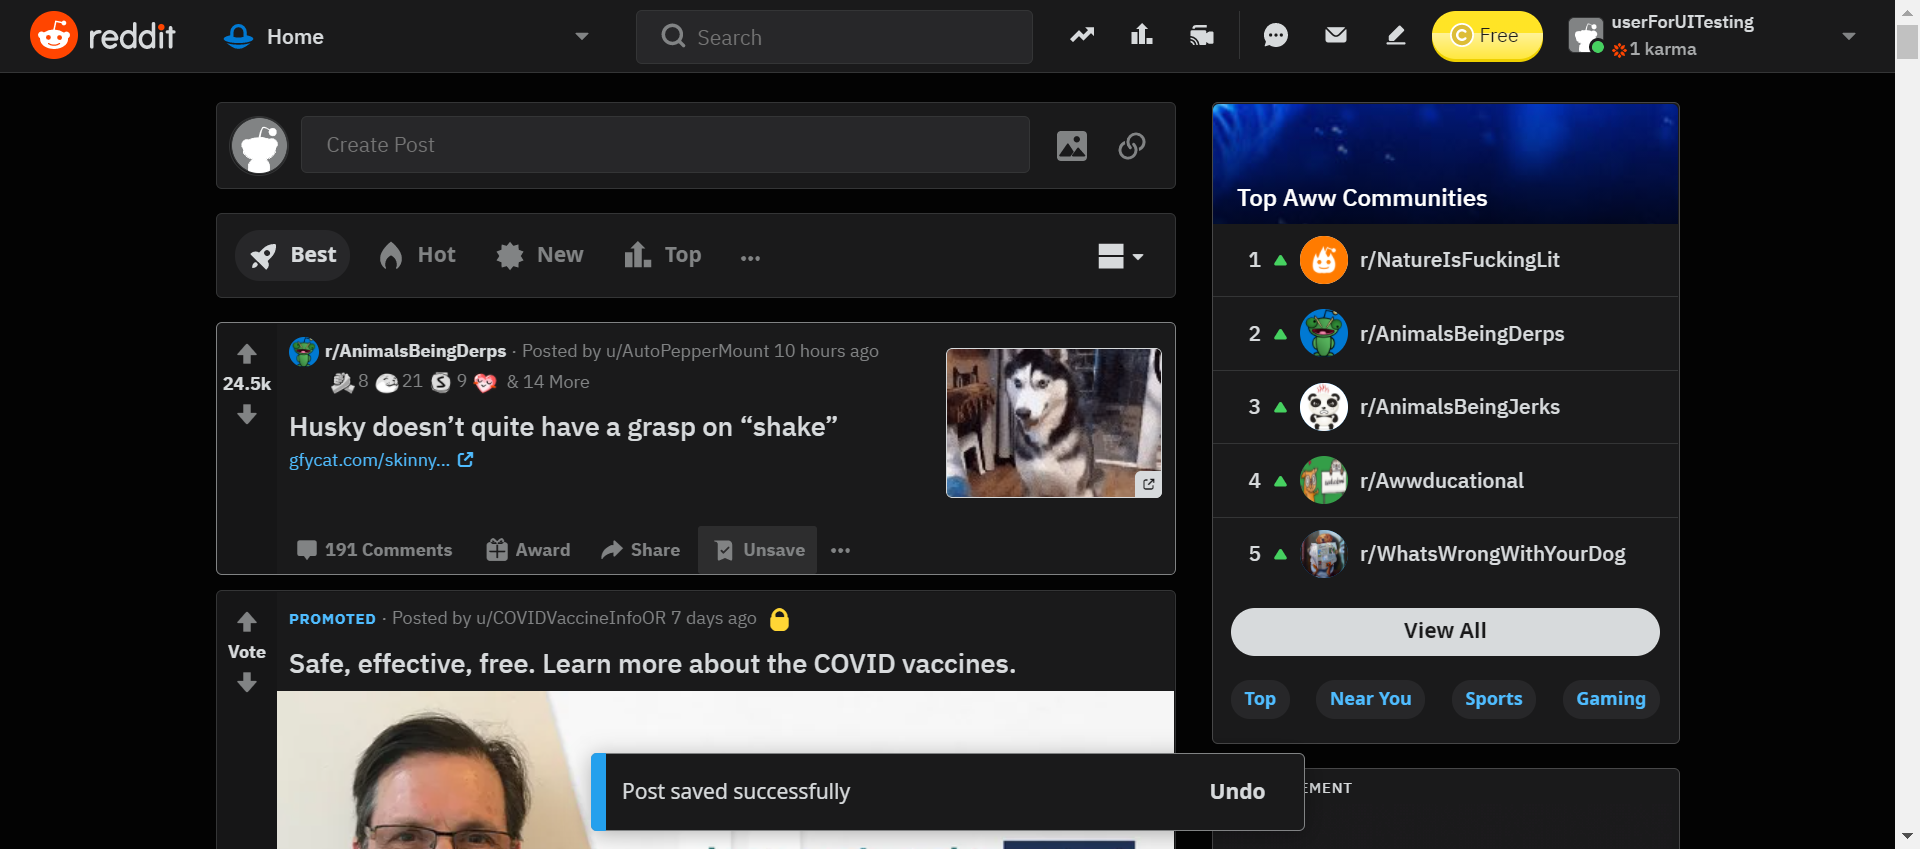 reddit
Home
Search
Free
userForUITesting
1 karma
Create Post
Best
Hot
New
Top
...
24.5k
r/AnimalsBeingDerps · Posted by u/AutoPepperMount 10 hours ago
8 21 S 9 & 14 More
Husky doesn’t quite have a grasp on “shake”
gfycat.com/skinny...
191 Comments
Award
Share
Unsave
...
Vote
PROMOTED · Posted by u/COVIDVaccineInfoOR 7 days ago
Safe, effective, free. Learn more about the COVID vaccines.
Top Aww Communities
1 r/NatureIsFuckingLit
2 r/AnimalsBeingDerps
3 r/AnimalsBeingJerks
4 r/Awwducational
5 r/WhatsWrongWithYourDog
View All
Top
Near You
Sports
Gaming
Post saved successfully
Undo
EMENT